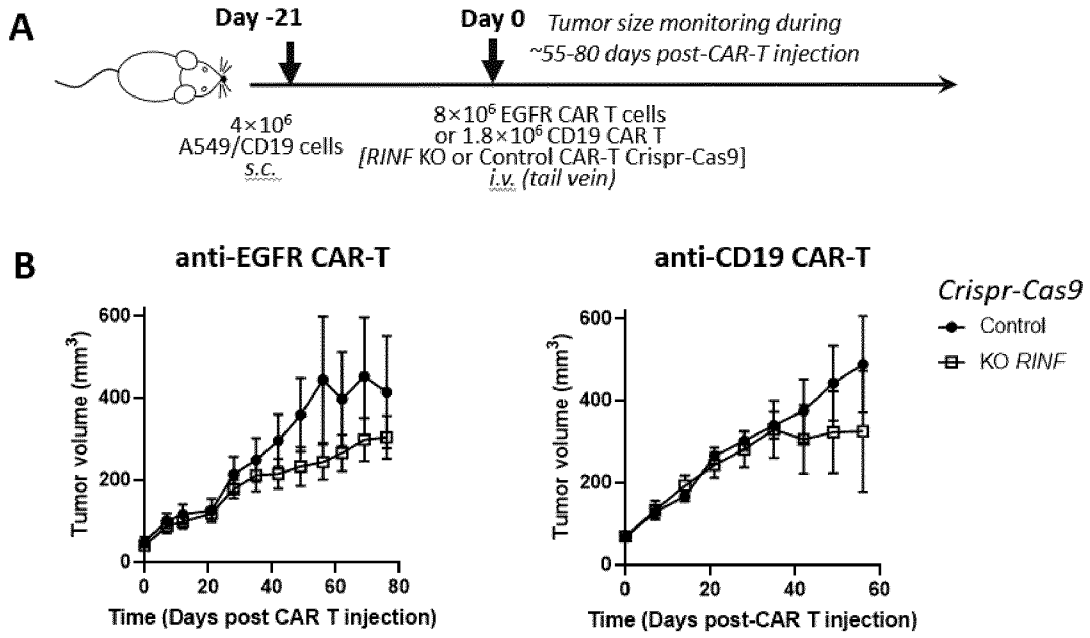 A
Day -21
Day 0
Tumor size monitoring during
~55-80 days post-CAR-T injection
4×10⁶
A549/CD19 cells
s.c.
8×10⁶ EGFR CAR T cells
or 1.8×10⁶ CD19 CAR T
[RINF KO or Control CAR-T Crispr-Cas9]
i.v. (tail vein)
B
anti-EGFR CAR-T
Tumor volume (mm³)
600
400
200
0
0 20 40 60 80
Time (Days post CAR T injection)
anti-CD19 CAR-T
Tumor volume (mm³)
600
400
200
0
0 20 40 60
Time (Days post-CAR T injection)
Crispr-Cas9
Control
KO RINF